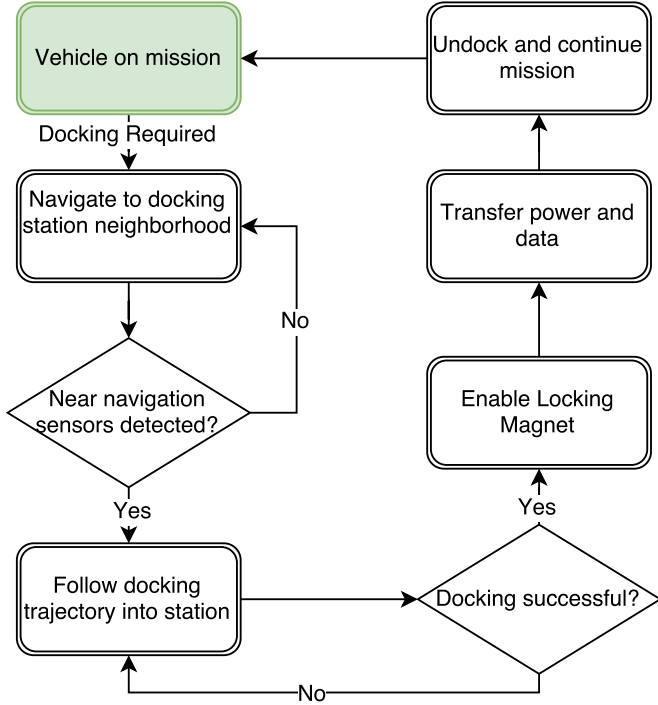 Vehicle on mission
Docking Required
Navigate to docking
station neighborhood
No
Near navigation
sensors detected?
Yes
Follow docking
trajectory into station
Docking successful?
No
Yes
Enable Locking
Magnet
Transfer power and
data
Undock and continue
mission